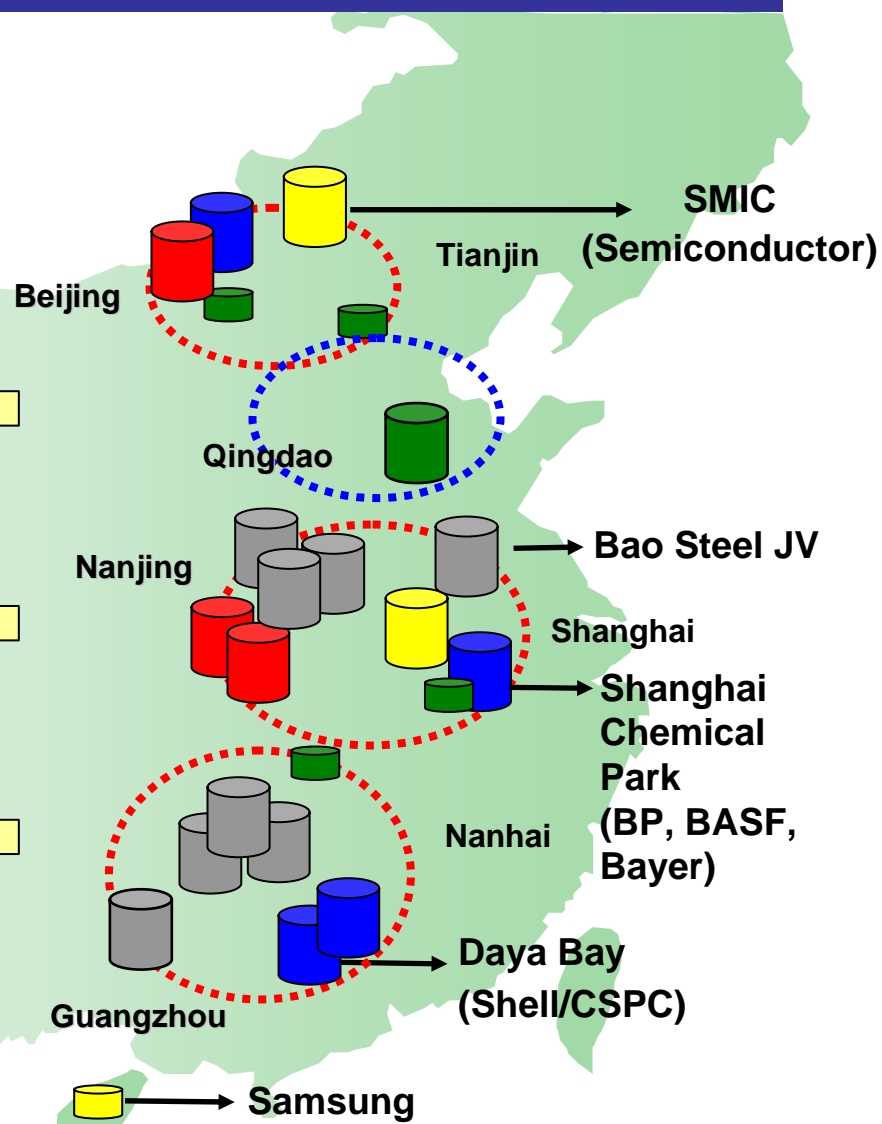 SMIC
(Semiconductor)
Tianjin
Beijing
Qingdao
Bao Steel JV
Nanjing
Shanghai
Shanghai
Chemical
Park
(BP, BASF,
Bayer)
Nanhai
Daya Bay
(Shell/CSPC)
Guangzhou
Samsung